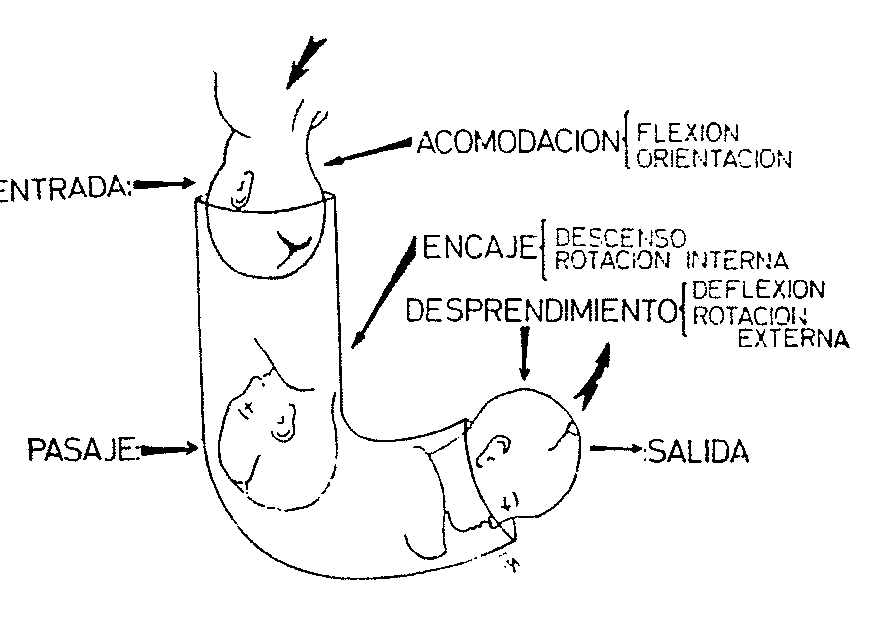 ACOMODACION { FLEXION
ORIENTACION
ENTRADA:
ENCAJE { DESCENSO
ROTACION INTERNA
DESPRENDIMIENTO { DEFLEXION
ROTACION
EXTERNA
PASAJE:
:SALIDA